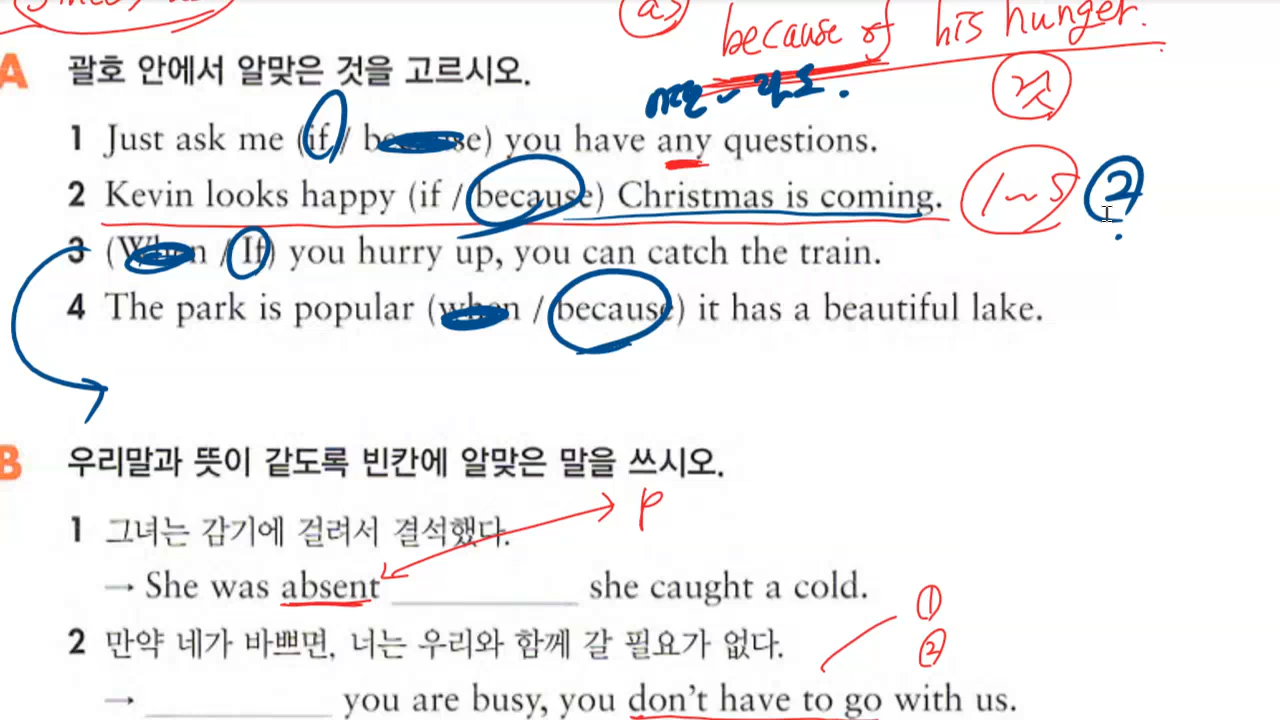 as
because of his hunger.
A 괄호 안에서 알맞은 것을 고르시오.
1 Just ask me (if / because) you have any questions.
2 Kevin looks happy (if / because) Christmas is coming. 1~5 2
3 (When / If) you hurry up, you can catch the train.
4 The park is popular (when / because) it has a beautiful lake.
B 우리말과 뜻이 같도록 빈칸에 알맞은 말을 쓰시오.
1 그녀는 감기에 걸려서 결석했다. p
→ She was absent she caught a cold.
①
2 만약 네가 바쁘면, 너는 우리와 함께 갈 필요가 없다. ②
→ you are busy, you don't have to go with us.